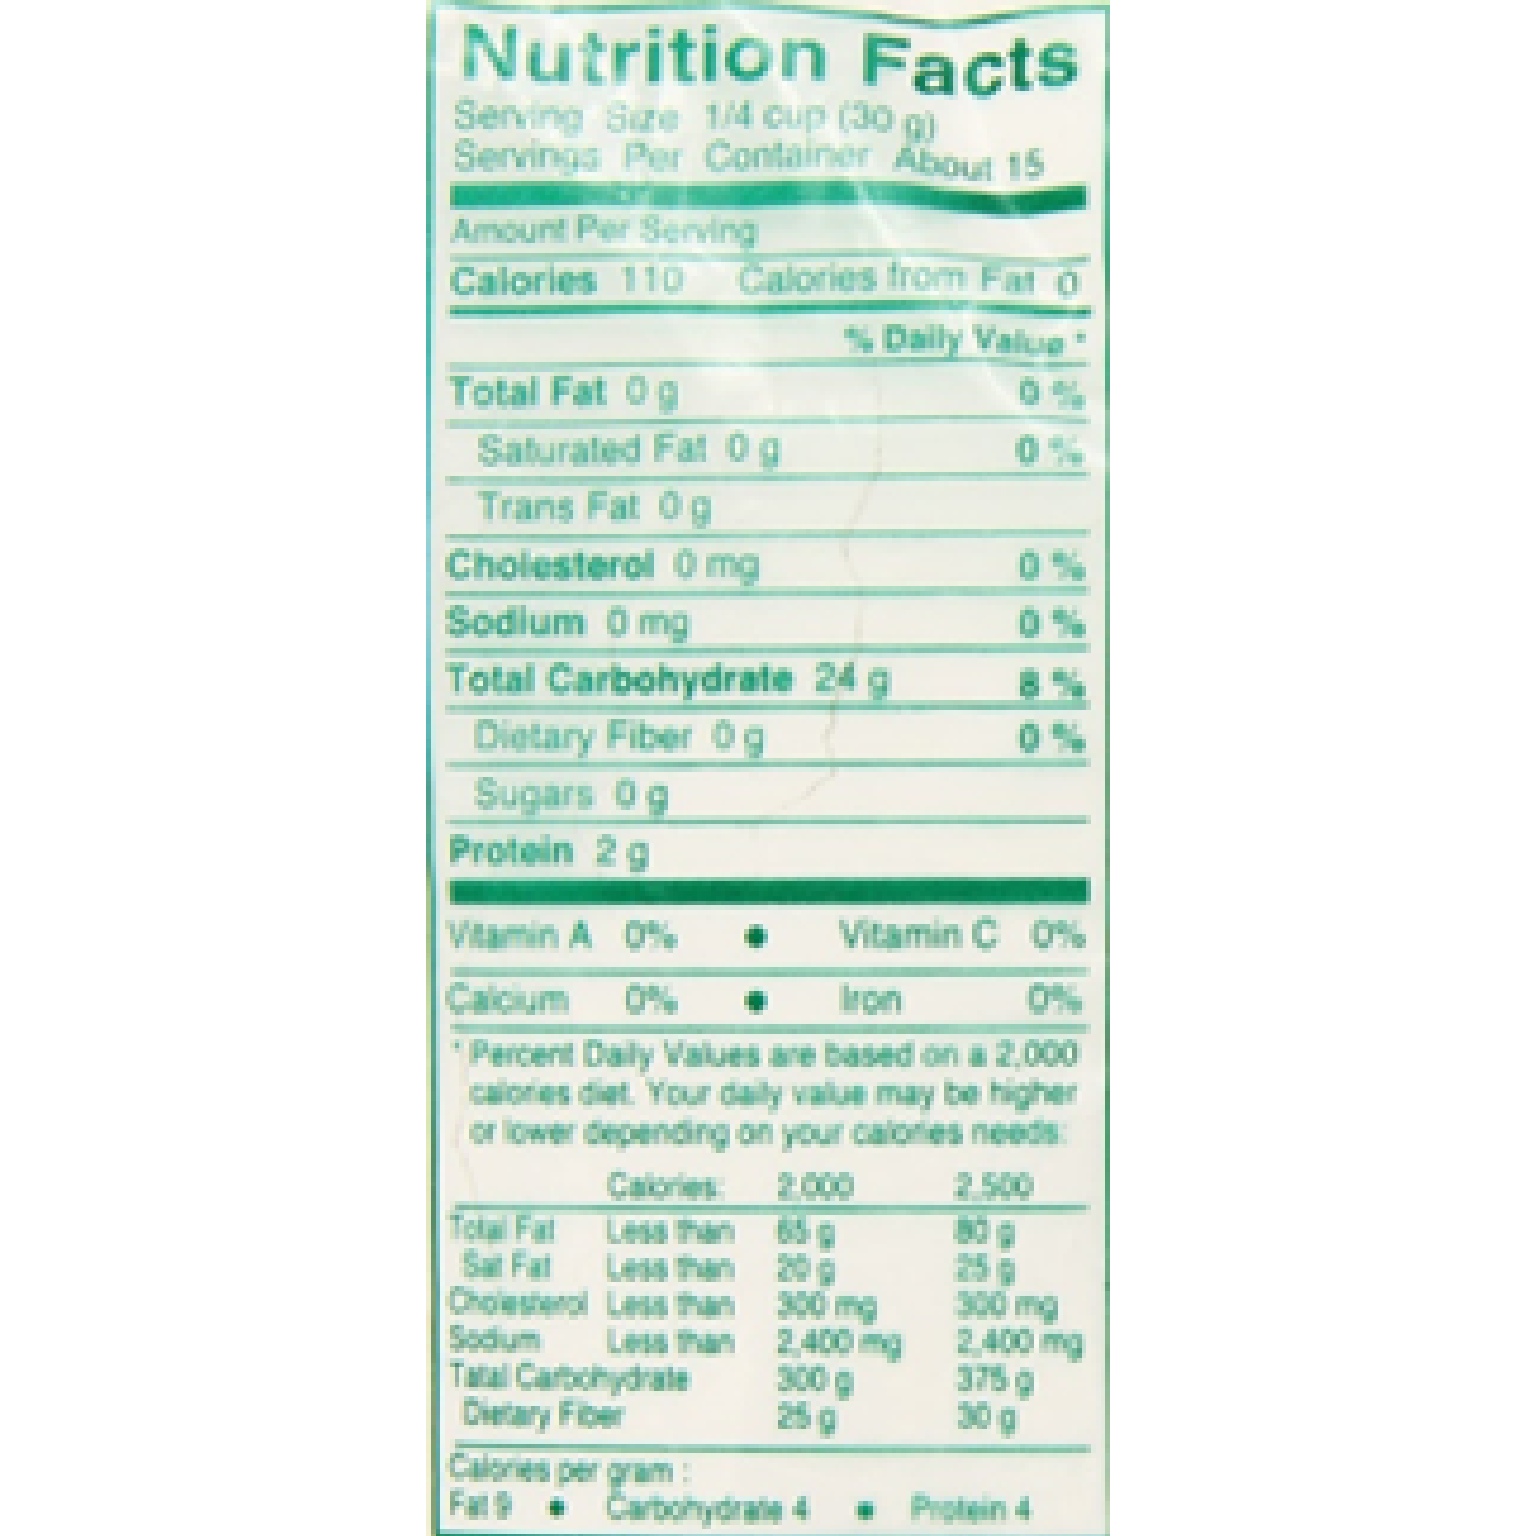 Nutrition Facts
Serving Size 1/4 cup (30 g)
Servings Per Container About 15
Amount Per Serving
Calories 110 Calories from Fat 0
% Daily Value *
Total Fat 0 g 0 %
Saturated Fat 0 g 0 %
Trans Fat 0 g
Cholesterol 0 mg 0 %
Sodium 0 mg 0 %
Total Carbohydrate 24 g 8 %
Dietary Fiber 0 g 0 %
Sugars 0 g
Protein 2 g
Vitamin A 0% ● Vitamin C 0%
Calcium 0% ● Iron 0%
* Percent Daily Values are based on a 2,000
calories diet. Your daily value may be higher
or lower depending on your calories needs:
Calories: 2,000 2,500
Total Fat Less than 65 g 80 g
Sat Fat Less than 20 g 25 g
Cholesterol Less than 300 mg 300 mg
Sodium Less than 2,400 mg 2,400 mg
Tatal Carbohydrate 300 g 375 g
Dietary Fiber 25 g 30 g
Calories per gram :
Fat 9 ● Carbohydrate 4 ● Protein 4